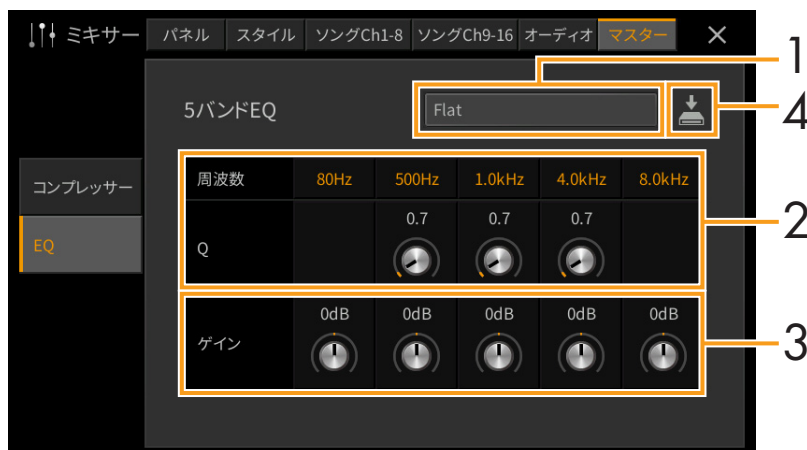 ミキサー パネル スタイル ソングCh1-8 ソングCh9-16 オーディオ マスター
1
5バンドEQ Flat 4
コンプレッサー
EQ
周波数 80Hz 500Hz 1.0kHz 4.0kHz 8.0kHz
0.7 0.7 0.7 2
Q
0dB 0dB 0dB 0dB 0dB
ゲイン 3